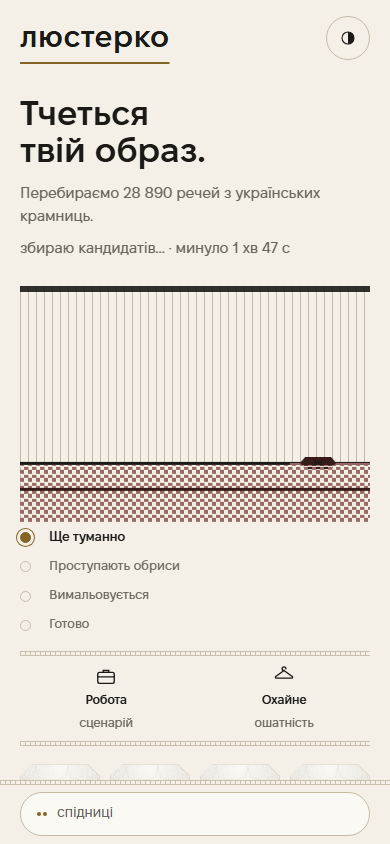 люстерко
Тчеться
твій образ.
Перебираємо 28 890 речей з українських
крамниць.
збираю кандидатів... · минуло 1 хв 47 с
Ще туманно
Проступають обриси
Вимальовується
Готово
Робота
Охайне
сценарій
ошатність
спідниці